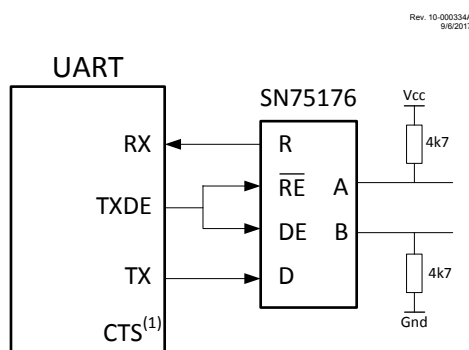 Rev. 10-000334A
9/6/2017
UART
SN75176
Vcc
4k7
RX
R
TXDE
RE
A
DE
B
TX
D
4k7
CTS(1)
Gnd